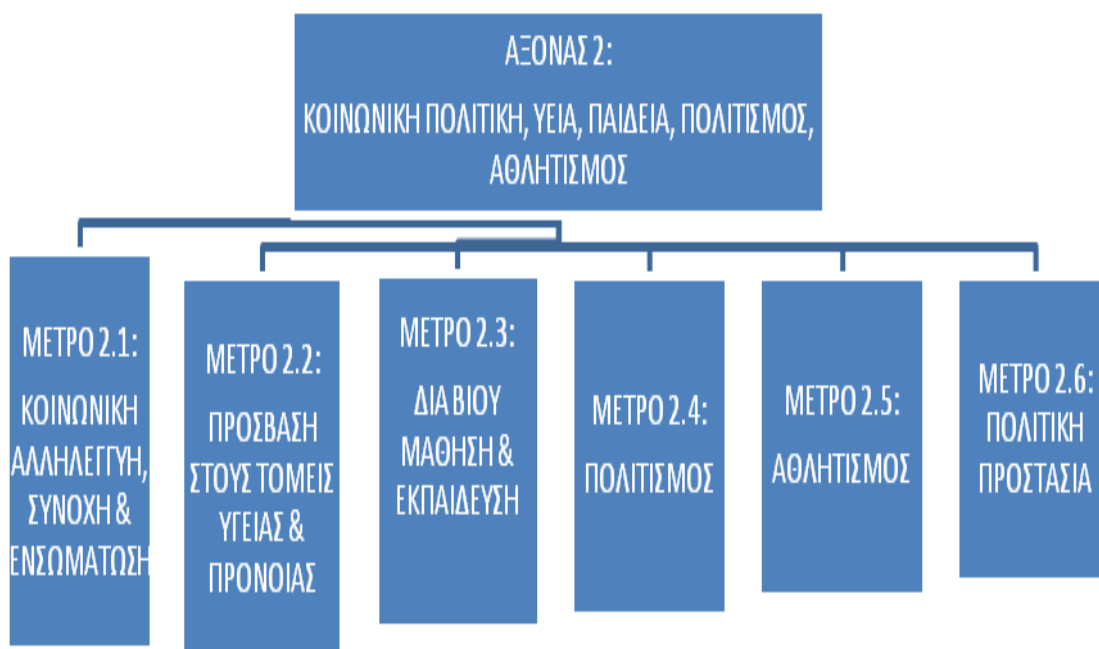 ΑΞΟΝΑΣ 2:
ΚΟΙΝΩΝΙΚΗ ΠΟΛΙΤΙΚΗ, ΥΕΙΑ, ΠΑΙΔΕΙΑ, ΠΟΛΙΤΙΣΜΟΣ,
ΑΘΛΗΤΙΣΜΟΣ
ΜΕΤΡΟ 2.1:
ΚΟΙΝΩΝΙΚΗ
ΑΛΛΗΛΕΓΓΥΗ,
ΣΥΝΟΧΗ &
ΕΝΣΩΜΑΤΩΣΗ
ΜΕΤΡΟ 2.2:
ΠΡΟΣΒΑΣΗ
ΣΤΟΥΣ ΤΟΜΕΙΣ
ΥΓΕΙΑΣ &
ΠΡΟΝΟΙΑΣ
ΜΕΤΡΟ 2.3:
ΔΙΑ ΒΙΟΥ
ΜΑΘΗΣΗ &
ΕΚΠΑΙΔΕΥΣΗ
ΜΕΤΡΟ 2.4:
ΠΟΛΙΤΙΣΜΟΣ
ΜΕΤΡΟ 2.5:
ΑΘΛΗΤΙΣΜΟΣ
ΜΕΤΡΟ 2.6:
ΠΟΛΙΤΙΚΗ
ΠΡΟΣΤΑΣΙΑ